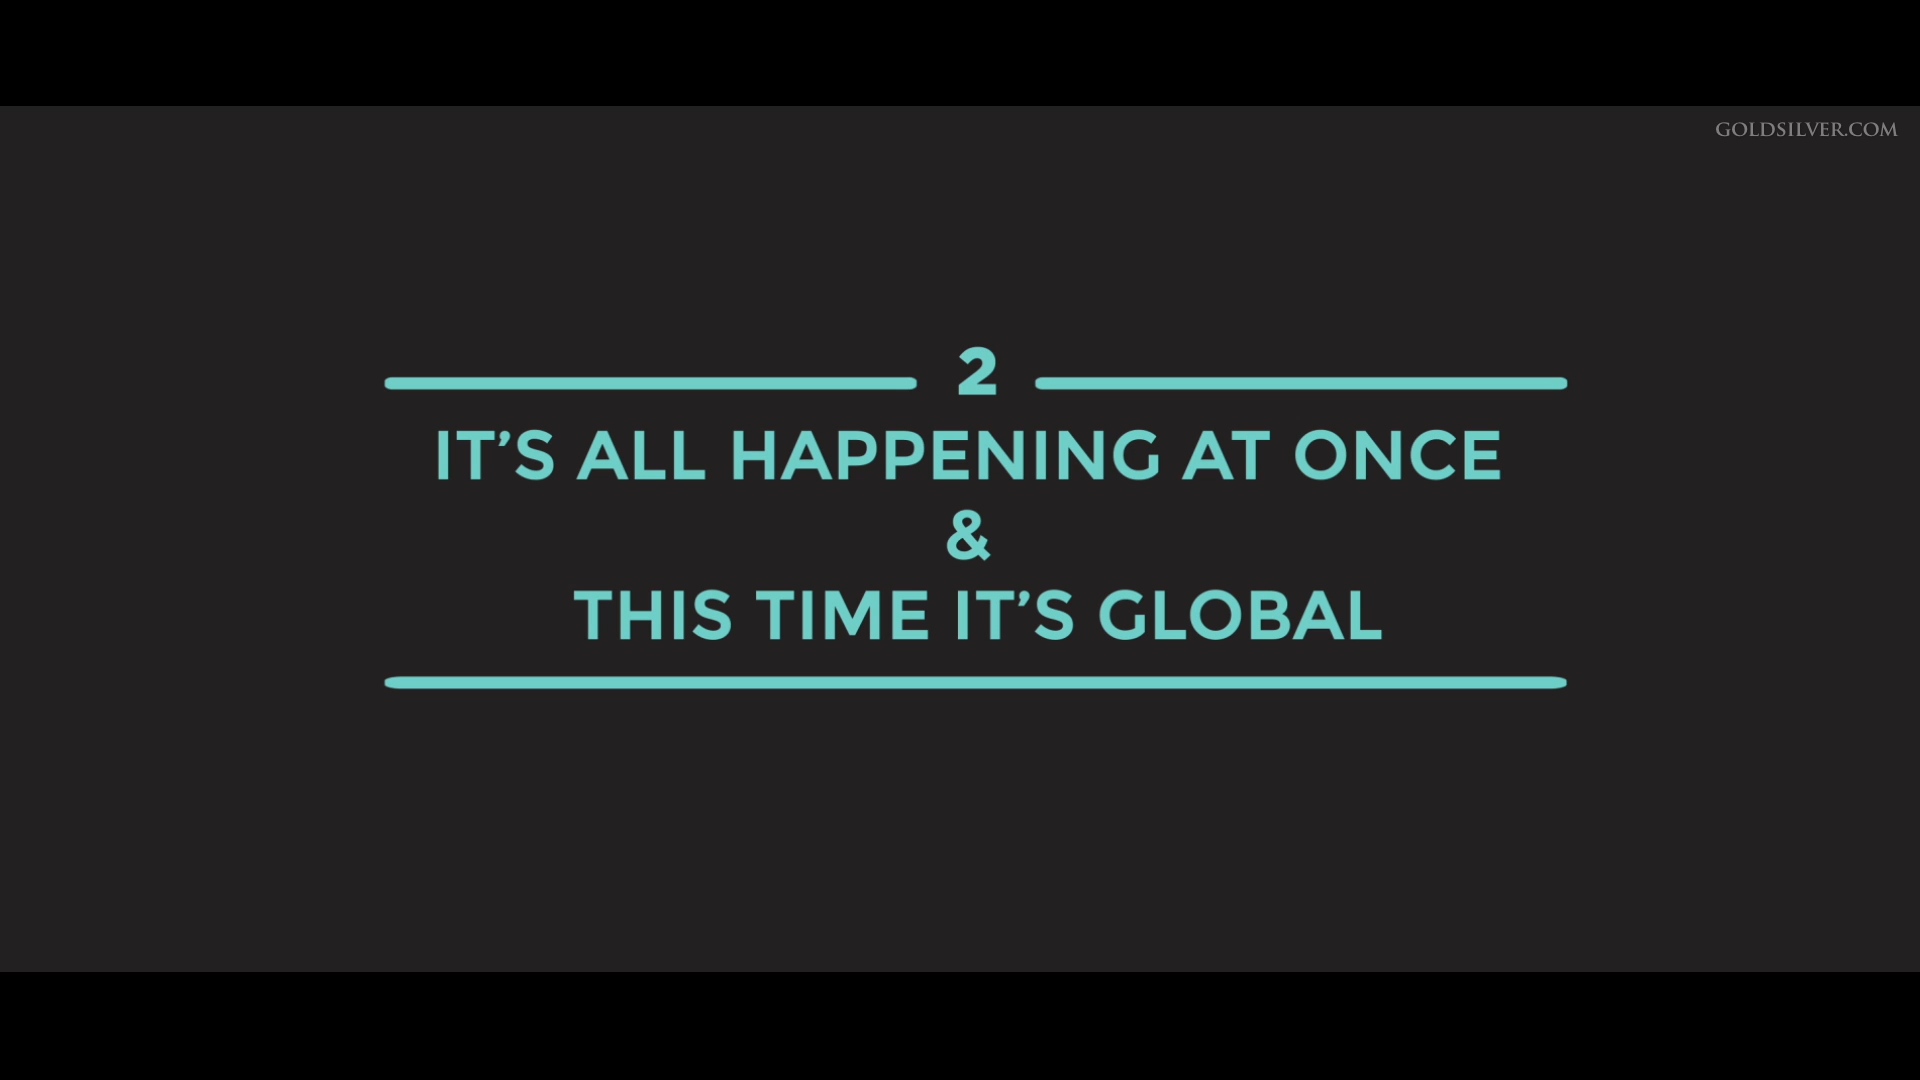 GOLDSILVER.COM
2
IT’S ALL HAPPENING AT ONCE
&
THIS TIME IT’S GLOBAL